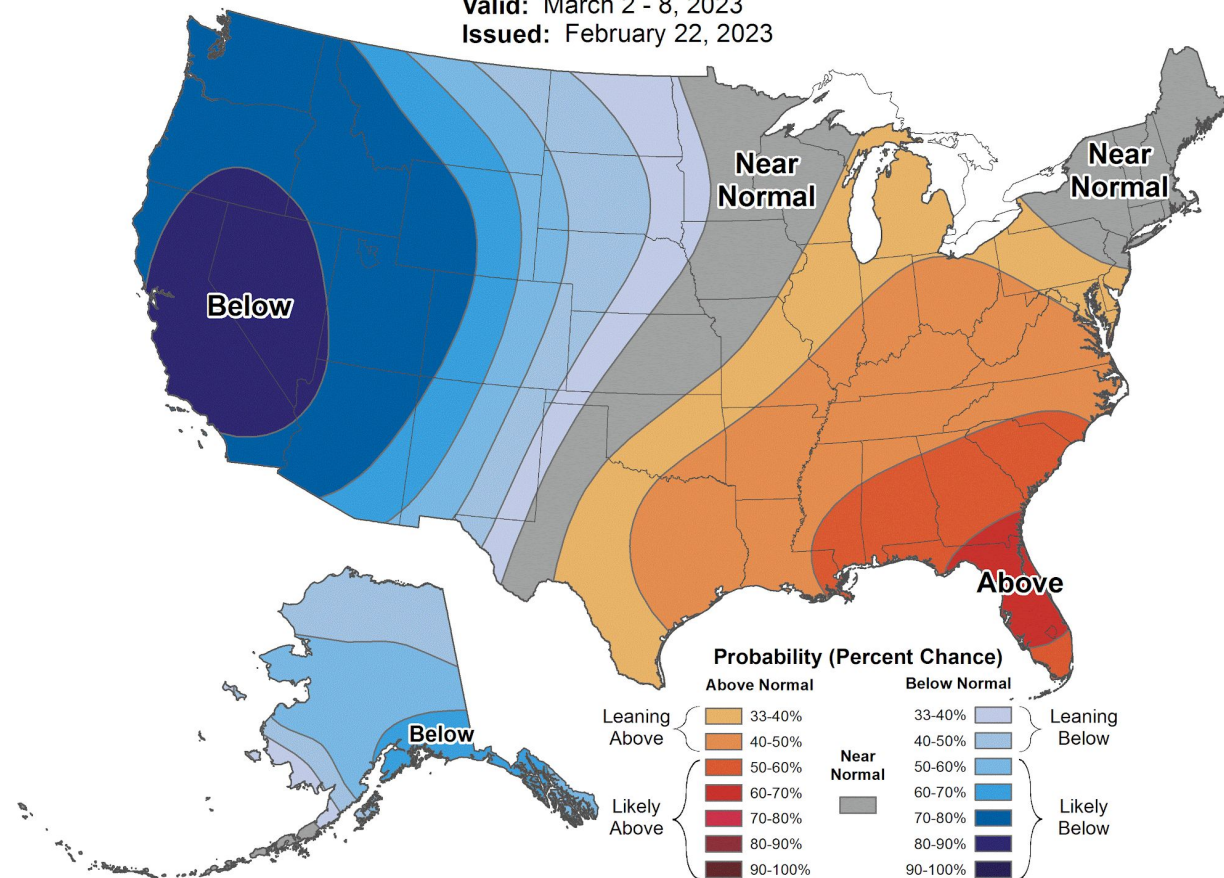 Valid: March 2 - 8, 2023
Issued: February 22, 2023
Near
Normal
Near
Normal
Below
Above
Below
Probability (Percent Chance)
Above Normal
Below Normal
Leaning
Above
33-40%
40-50%
Likely
Above
50-60%
60-70%
70-80%
80-90%
90-100%
Near
Normal
33-40%
40-50%
Leaning
Below
50-60%
60-70%
70-80%
80-90%
90-100%
Likely
Below